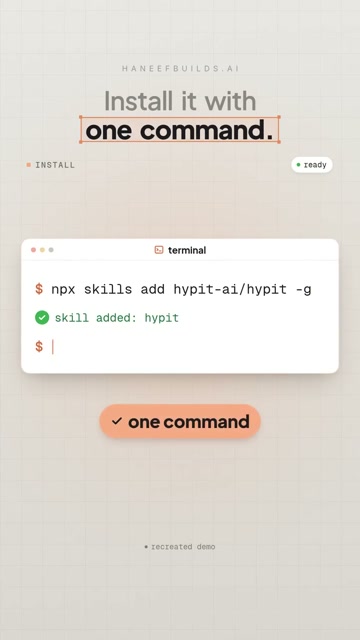 HANEEFBUILDS.AI
Install it with
one command.
INSTALL
ready
terminal
$ npx skills add hypit-ai/hypit -g
skill added: hypit
$
one command
recreated demo